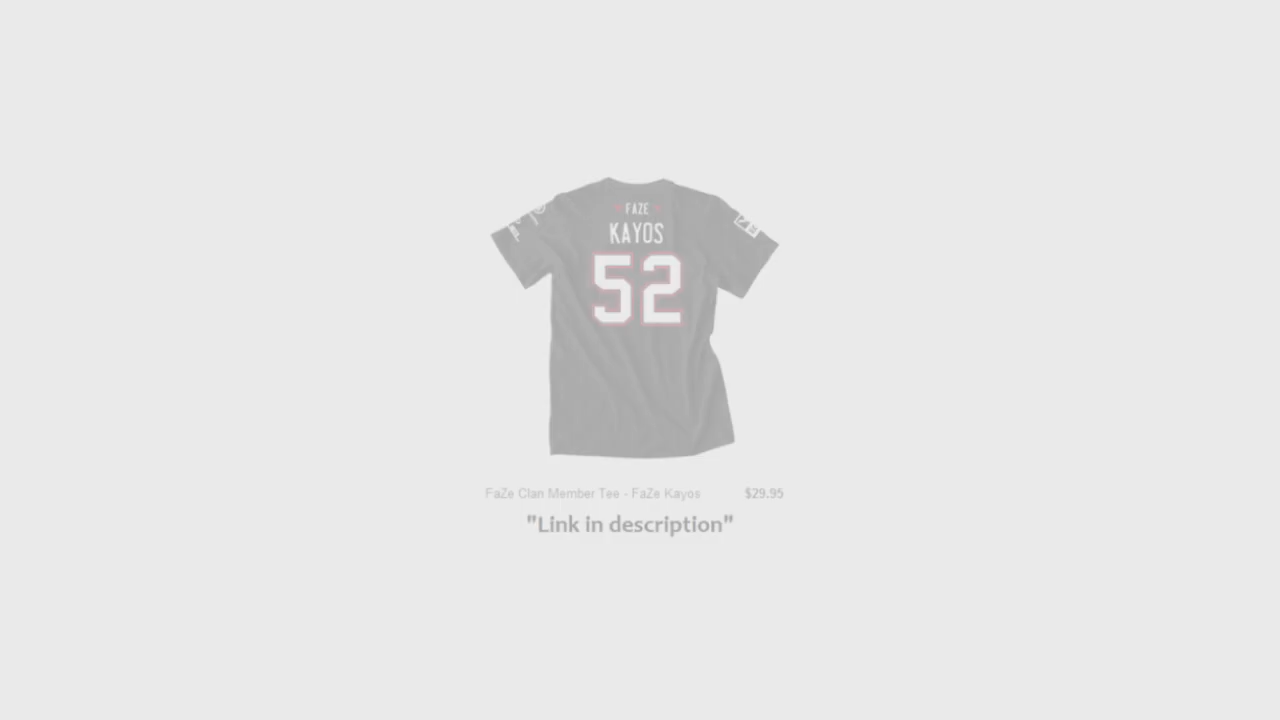 FAZE
KAYOS
52
FaZe Clan Member Tee - FaZe Kayos $29.95
"Link in description"